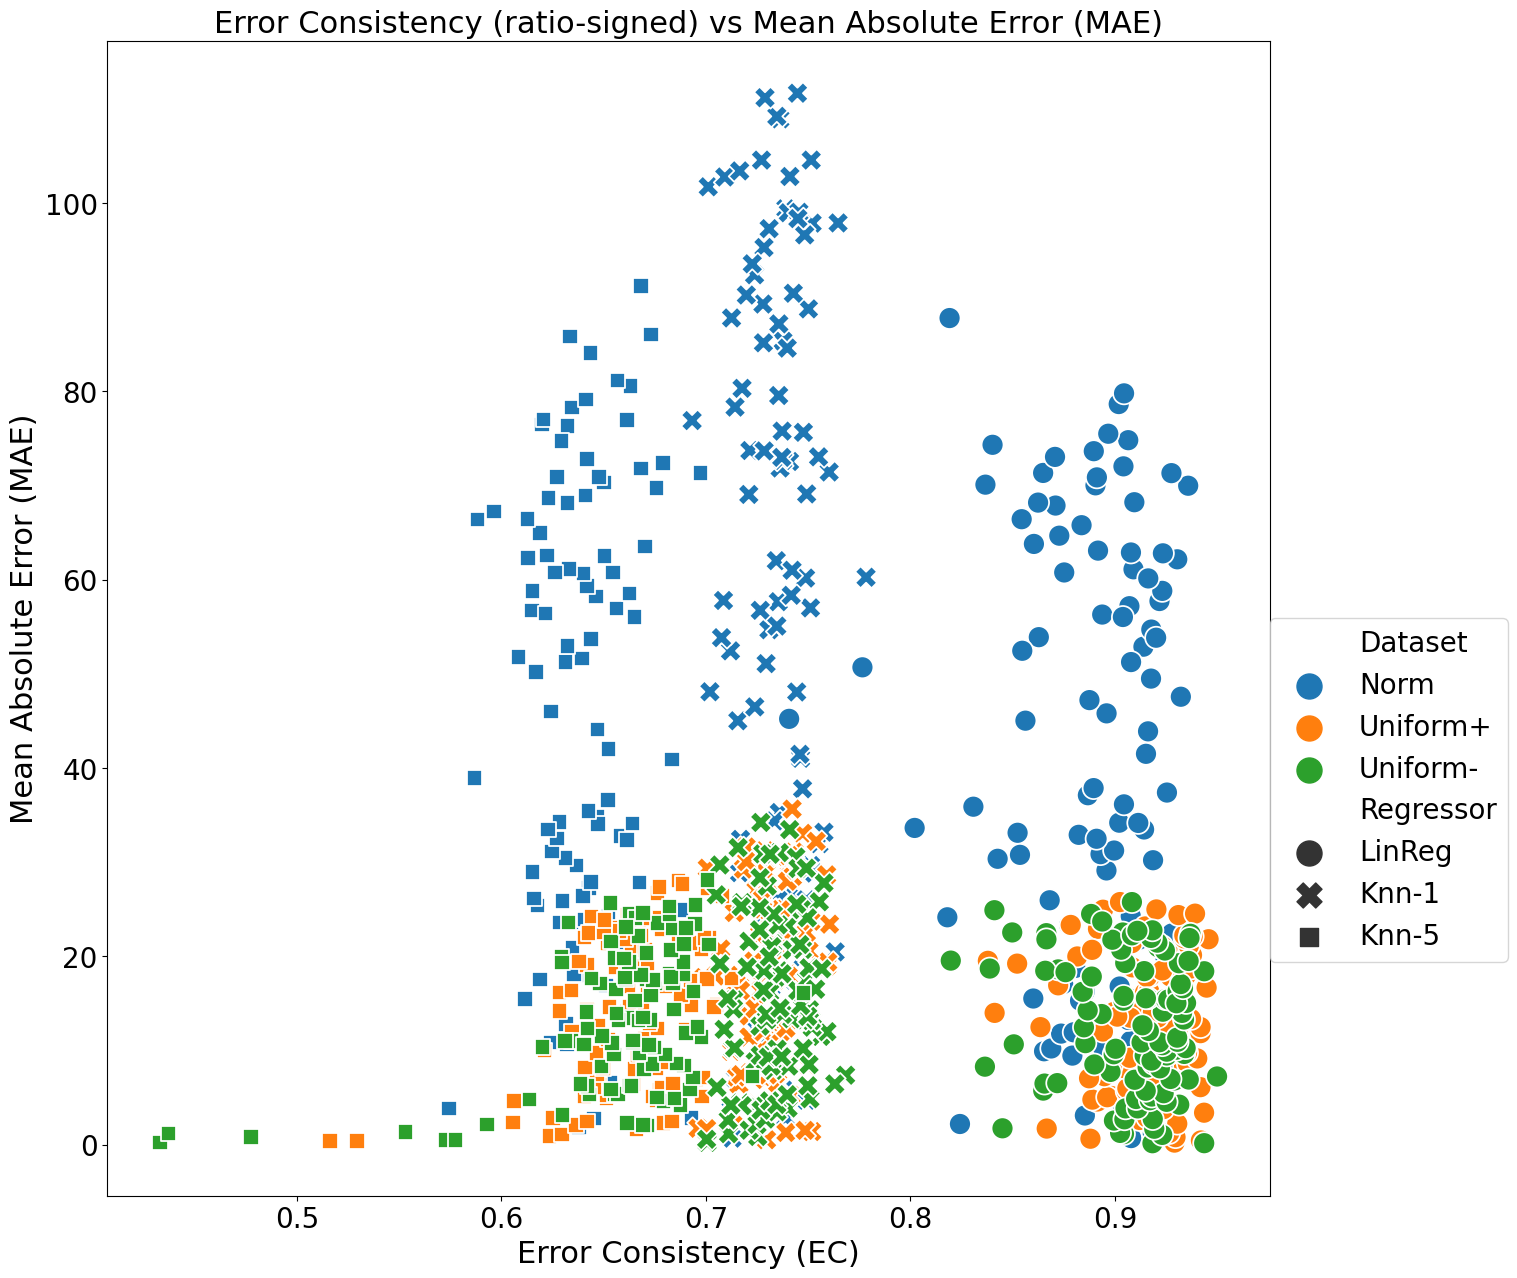 Error Consistency (ratio-signed) vs Mean Absolute Error (MAE)
Mean Absolute Error (MAE)
100
80
60
40
20
0
0.5 0.6 0.7 0.8 0.9
Error Consistency (EC)
Dataset
Norm
Uniform+
Uniform-
Regressor
LinReg
Knn-1
Knn-5